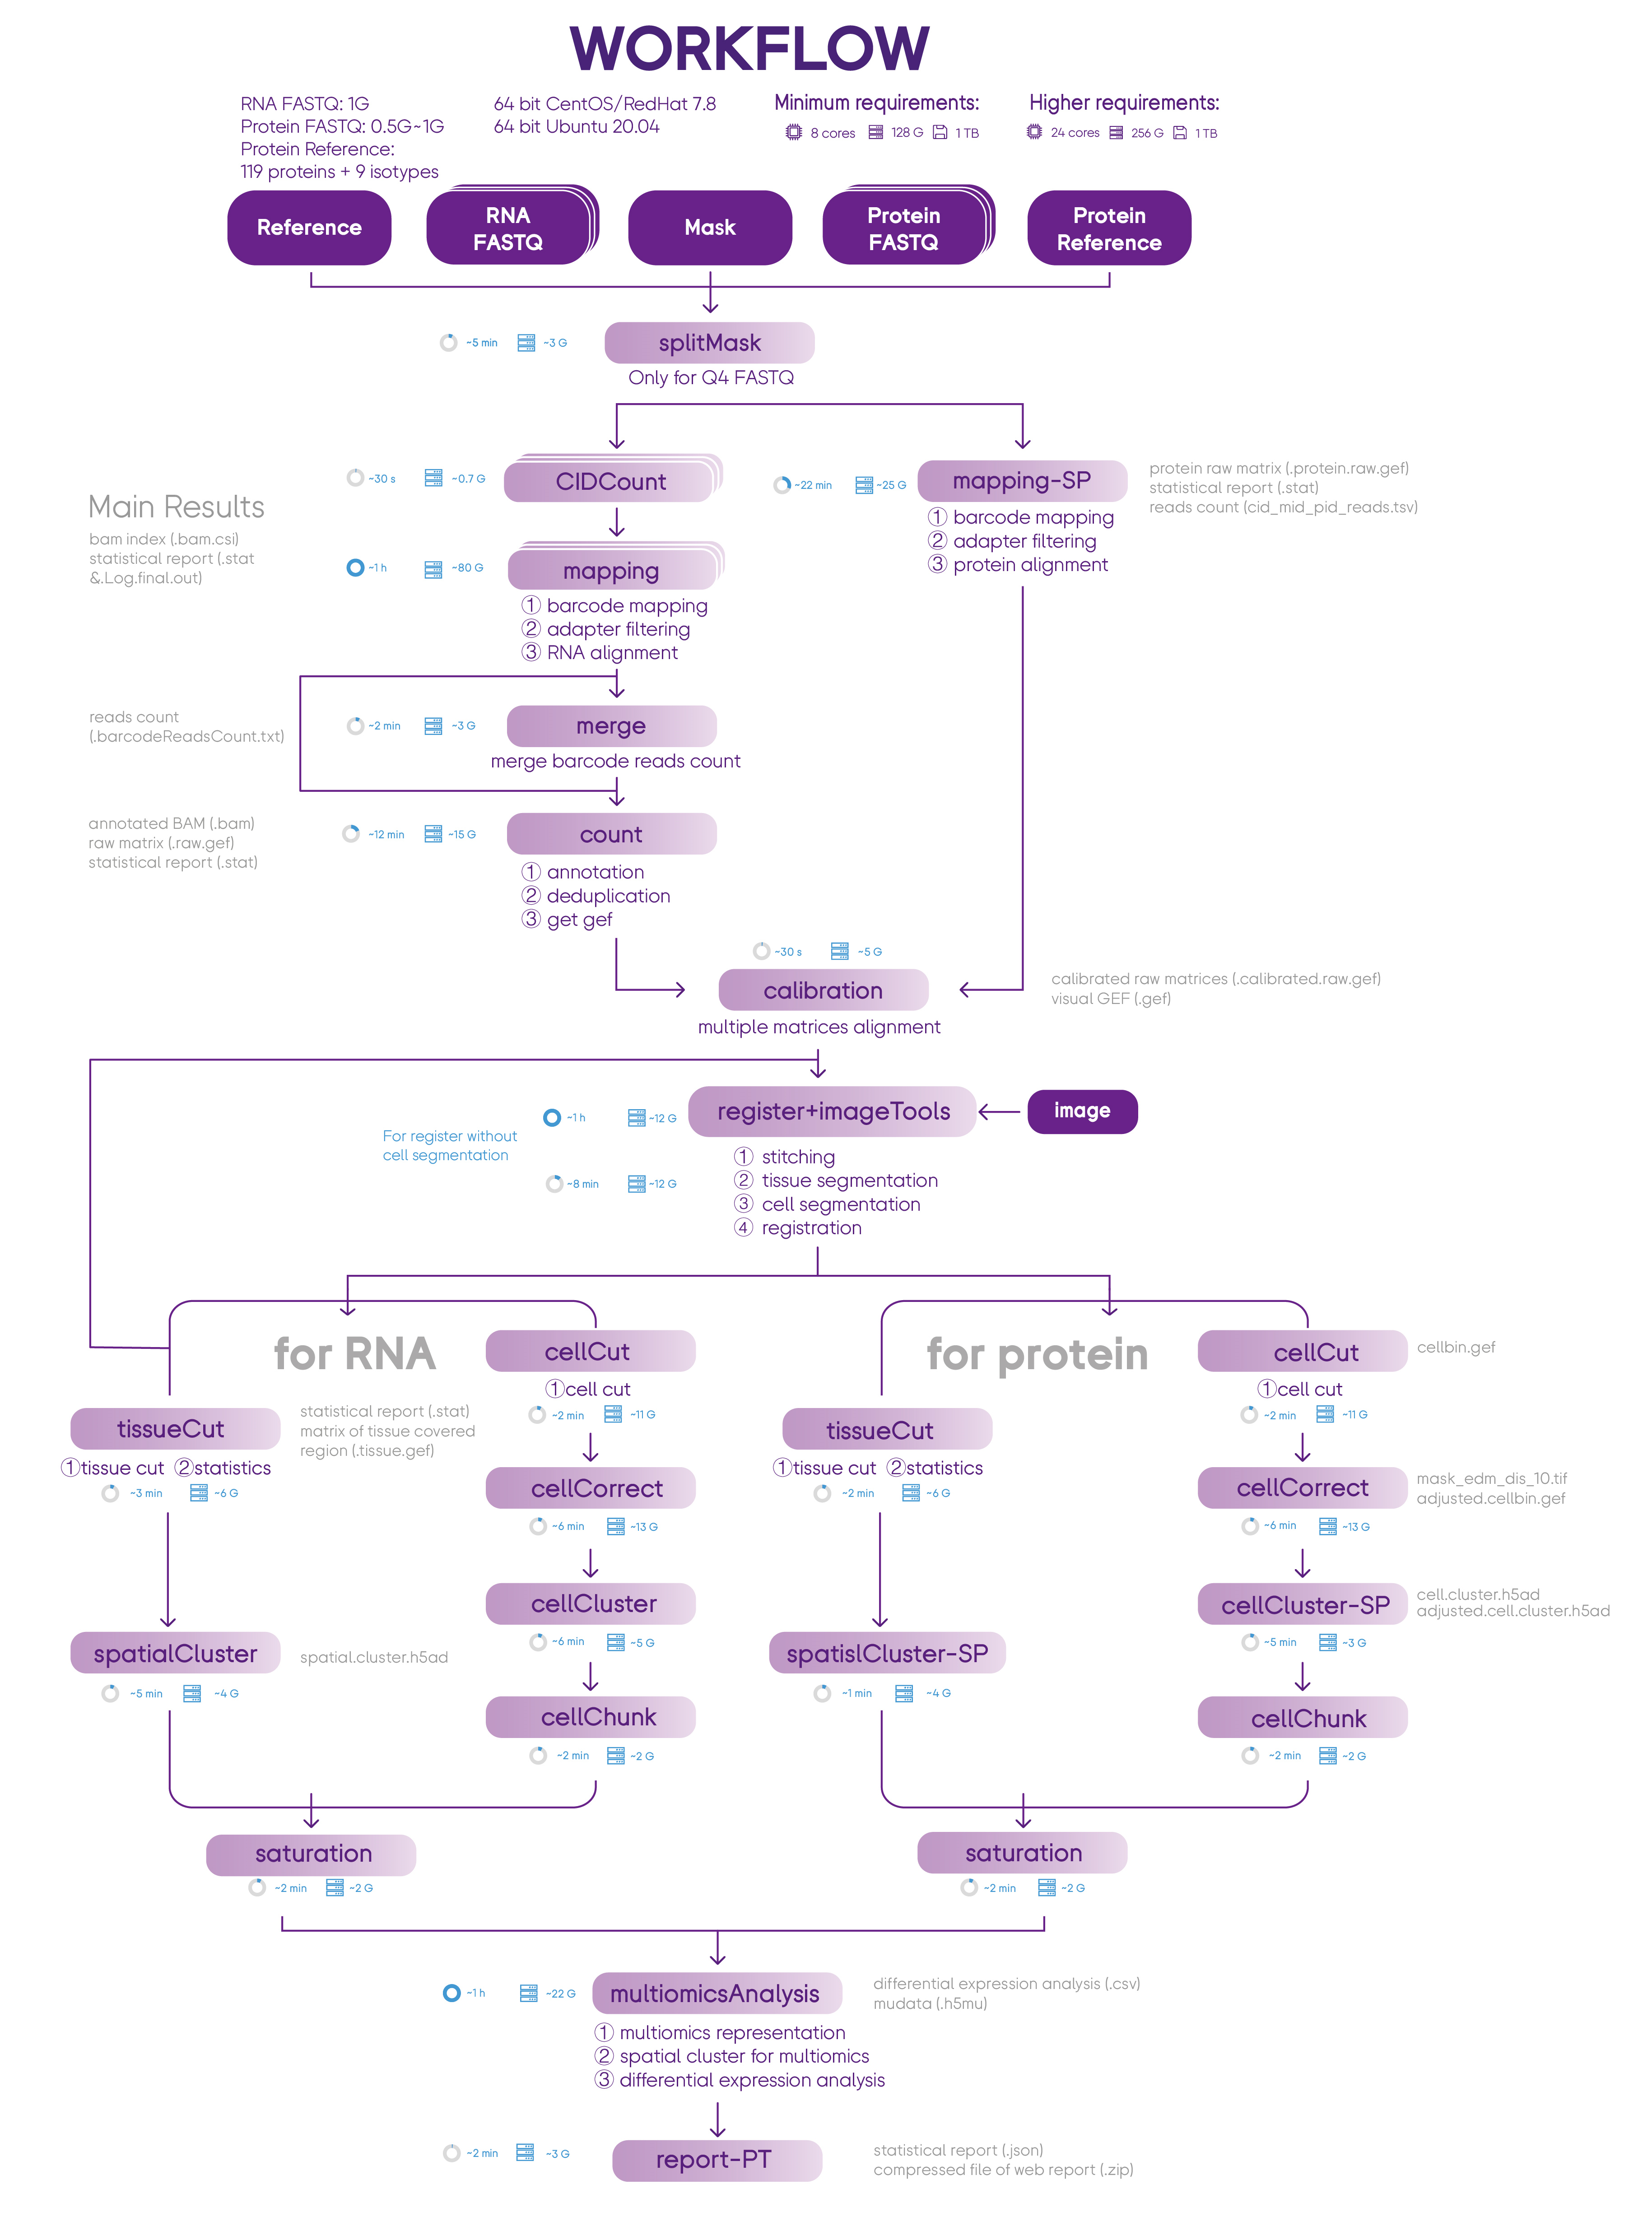 WORKFLOW
RNA FASTQ: 1G
Protein FASTQ: 0.5G~1G
Protein Reference:
119 proteins + 9 isotypes
64 bit CentOS/RedHat 7.8
64 bit Ubuntu 20.04
Minimum requirements:
8 cores 128 G 1 TB
Higher requirements:
24 cores 256 G 1 TB
Reference
RNA
FASTQ
Mask
Protein
FASTQ
Protein
Reference
~5 min ~3 G
splitMask
Only for Q4 FASTQ
~30 s ~0.7 G
CIDCount
~22 min ~25 G
mapping-SP
① barcode mapping
② adapter filtering
③ protein alignment
protein raw matrix (.protein.raw.gef)
statistical report (.stat)
reads count (cid_mid_pid_reads.tsv)
Main Results
bam index (.bam.csi)
statistical report (.stat
&.Log.final.out)
~1 h ~80 G
mapping
① barcode mapping
② adapter filtering
③ RNA alignment
reads count
(.barcodeReadsCount.txt)
~2 min ~3 G
merge
merge barcode reads count
annotated BAM (.bam)
raw matrix (.raw.gef)
statistical report (.stat)
~12 min ~15 G
count
① annotation
② deduplication
③ get gef
~30 s ~5 G
calibration
multiple matrices alignment
calibrated raw matrices (.calibrated.raw.gef)
visual GEF (.gef)
~1 h ~12 G
register+imageTools
image
For register without
cell segmentation
~8 min ~12 G
① stitching
② tissue segmentation
③ cell segmentation
④ registration
for RNA
cellCut
①cell cut
~2 min ~11 G
tissueCut
①tissue cut ②statistics
~3 min ~6 G
statistical report (.stat)
matrix of tissue covered
region (.tissue.gef)
cellCorrect
~6 min ~13 G
cellCluster
~6 min ~5 G
spatialCluster
~5 min ~4 G
spatial.cluster.h5ad
cellChunk
~2 min ~2 G
saturation
~2 min ~2 G
for protein
cellCut
①cell cut
~2 min ~11 G
cellbin.gef
tissueCut
①tissue cut ②statistics
~2 min ~6 G
cellCorrect
~6 min ~13 G
mask_edm_dis_10.tif
adjusted.cellbin.gef
cellCluster-SP
~5 min ~3 G
cell.cluster.h5ad
adjusted.cell.cluster.h5ad
spatislCluster-SP
~1 min ~4 G
cellChunk
~2 min ~2 G
saturation
~2 min ~2 G
~1 h ~22 G
multiomicsAnalysis
① multiomics representation
② spatial cluster for multiomics
③ differential expression analysis
differential expression analysis (.csv)
mudata (.h5mu)
~2 min ~3 G
report-PT
statistical report (.json)
compressed file of web report (.zip)